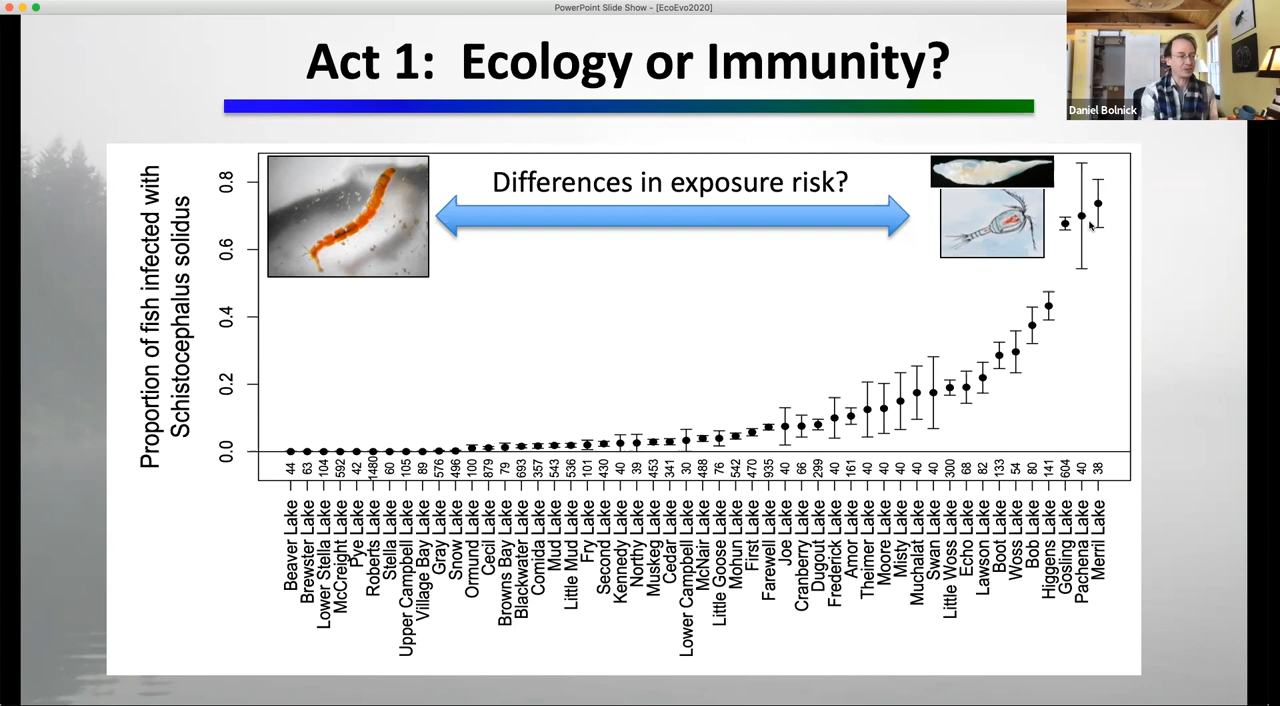 PowerPoint Slide Show - [EcoEvo2020]
Act 1: Ecology or Immunity?
Daniel Bolnick
Differences in exposure risk?
Proportion of fish infected with
Schistocephalus solidus
0.8
0.6
0.4
0.2
0.0
44
63
104
592
42
1480
60
105
89
576
496
100
879
79
693
357
543
536
101
430
40
39
453
341
30
488
76
542
470
935
40
66
299
40
161
40
40
40
40
40
300
68
82
133
54
80
141
604
40
38
Beaver Lake
Brewster Lake
Lower Stella Lake
McCreight Lake
Pye Lake
Roberts Lake
Stella Lake
Upper Campbell Lake
Village Bay Lake
Gray Lake
Snow Lake
Ormund Lake
Cecil Lake
Browns Bay Lake
Blackwater Lake
Comida Lake
Mud Lake
Little Mud Lake
Fry Lake
Second Lake
Kennedy Lake
Northy Lake
Muskeg Lake
Cedar Lake
Lower Campbell Lake
McNair Lake
Little Goose Lake
Mohun Lake
First Lake
Farewell Lake
Joe Lake
Cranberry Lake
Dugout Lake
Frederick Lake
Amor Lake
Theimer Lake
Moore Lake
Misty Lake
Muchalat Lake
Swan Lake
Little Woss Lake
Echo Lake
Lawson Lake
Boot Lake
Woss Lake
Bob Lake
Higgens Lake
Gosling Lake
Pachena Lake
Merril Lake